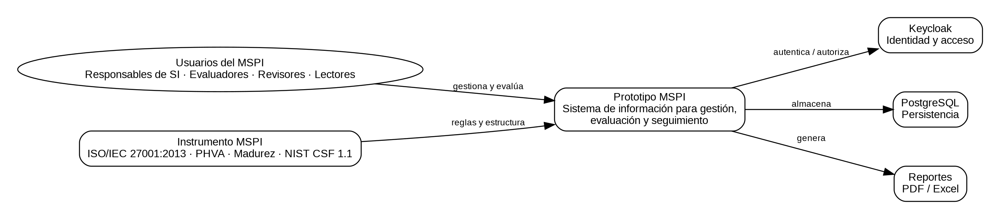 Usuarios del MSPI
Responsables de SI · Evaluadores · Revisores · Lectores
Instrumento MSPI
ISO/IEC 27001:2013 · PHVA · Madurez · NIST CSF 1.1
gestiona y evalúa
reglas y estructura
Prototipo MSPI
Sistema de información para gestión,
evaluación y seguimiento
autentica / autoriza
almacena
genera
Keycloak
Identidad y acceso
PostgreSQL
Persistencia
Reportes
PDF / Excel